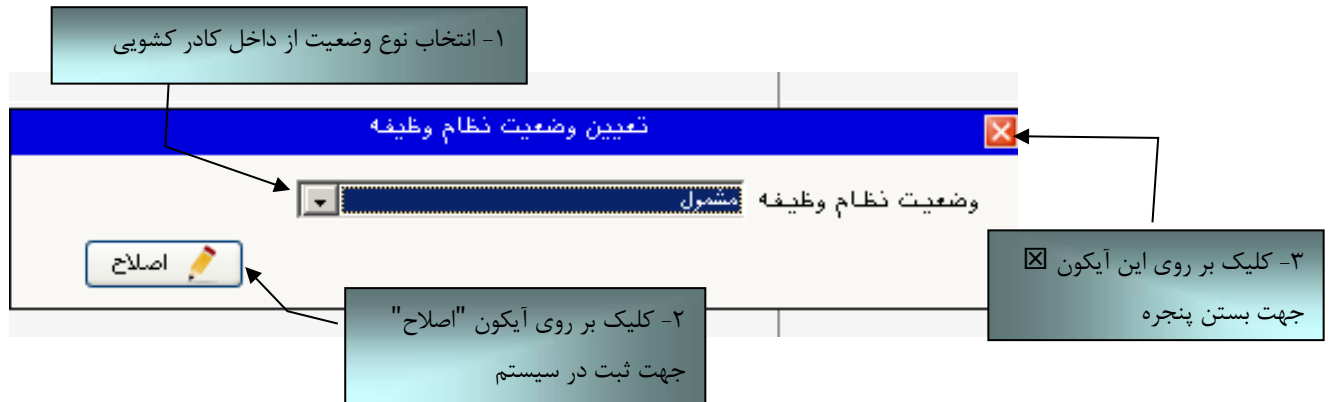 ۱- انتخاب نوع وضعیت از داخل کادر کشویی
تعیین وضعیت نظام وظیفه
وضعیت نظام وظیفه مشمول
اصلاح
۳- کلیک بر روی این آیکون ☒
جهت بستن پنجره
۲- کلیک بر روی آیکون "اصلاح"
جهت ثبت در سیستم